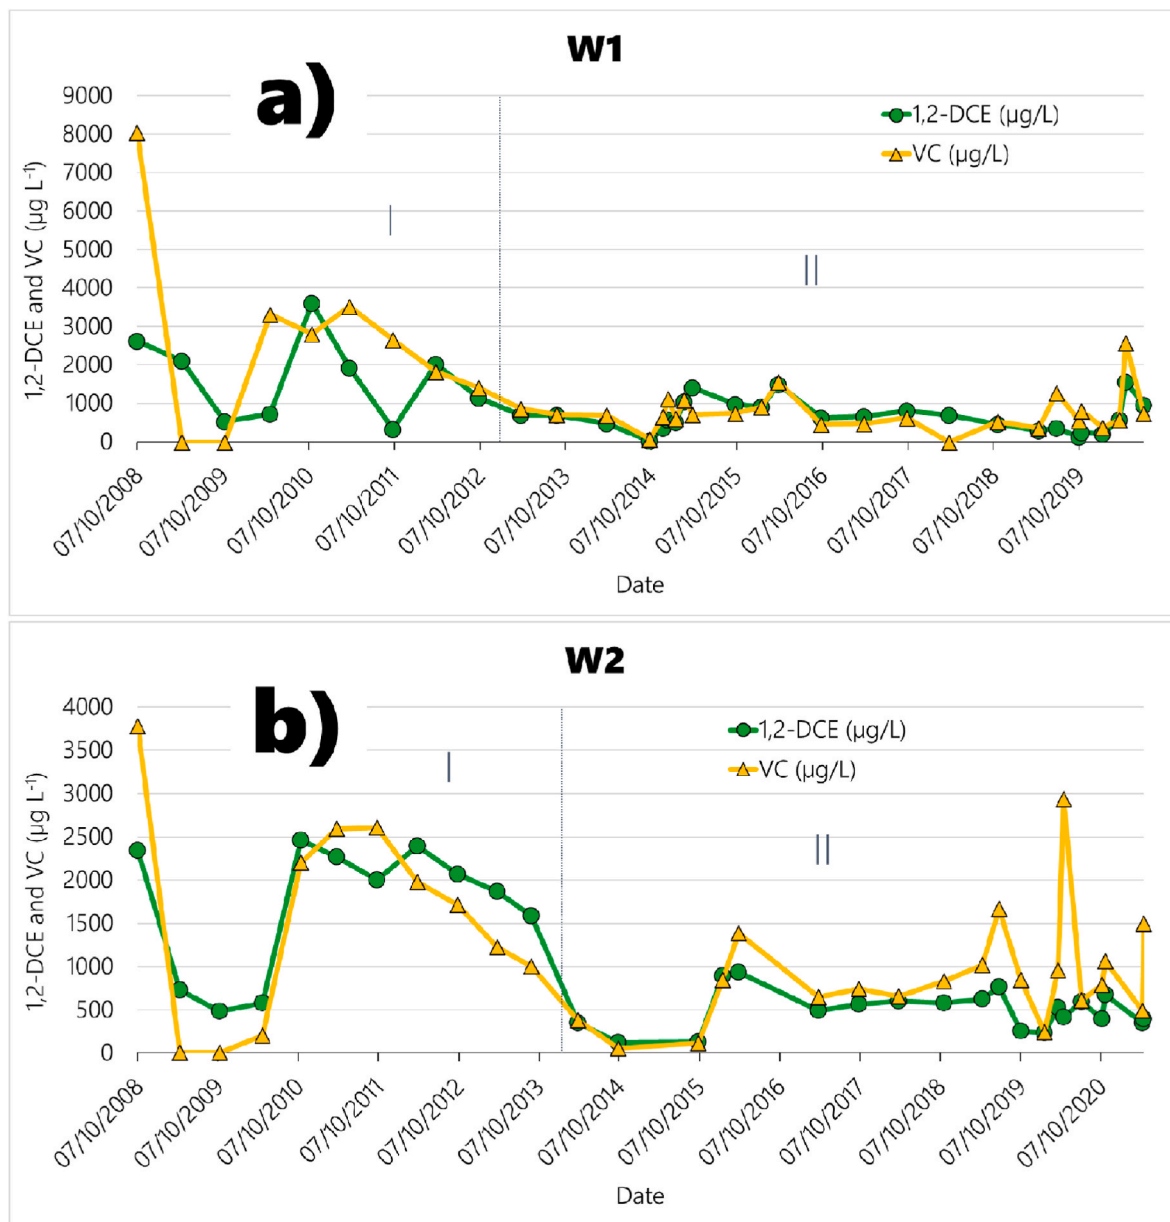 W1
a)
9000
8000
7000
6000
5000
4000
3000
2000
1000
0
1,2-DCE and VC (µg L⁻¹)
1,2-DCE (µg/L)
VC (µg/L)
I
II
07/10/2008
07/10/2009
07/10/2010
07/10/2011
07/10/2012
07/10/2013
07/10/2014
07/10/2015
07/10/2016
07/10/2017
07/10/2018
07/10/2019
Date
W2
b)
4000
3500
3000
2500
2000
1500
1000
500
0
1,2-DCE and VC (µg L⁻¹)
1,2-DCE (µg/L)
VC (µg/L)
I
II
07/10/2008
07/10/2009
07/10/2010
07/10/2011
07/10/2012
07/10/2013
07/10/2014
07/10/2015
07/10/2016
07/10/2017
07/10/2018
07/10/2019
07/10/2020
Date